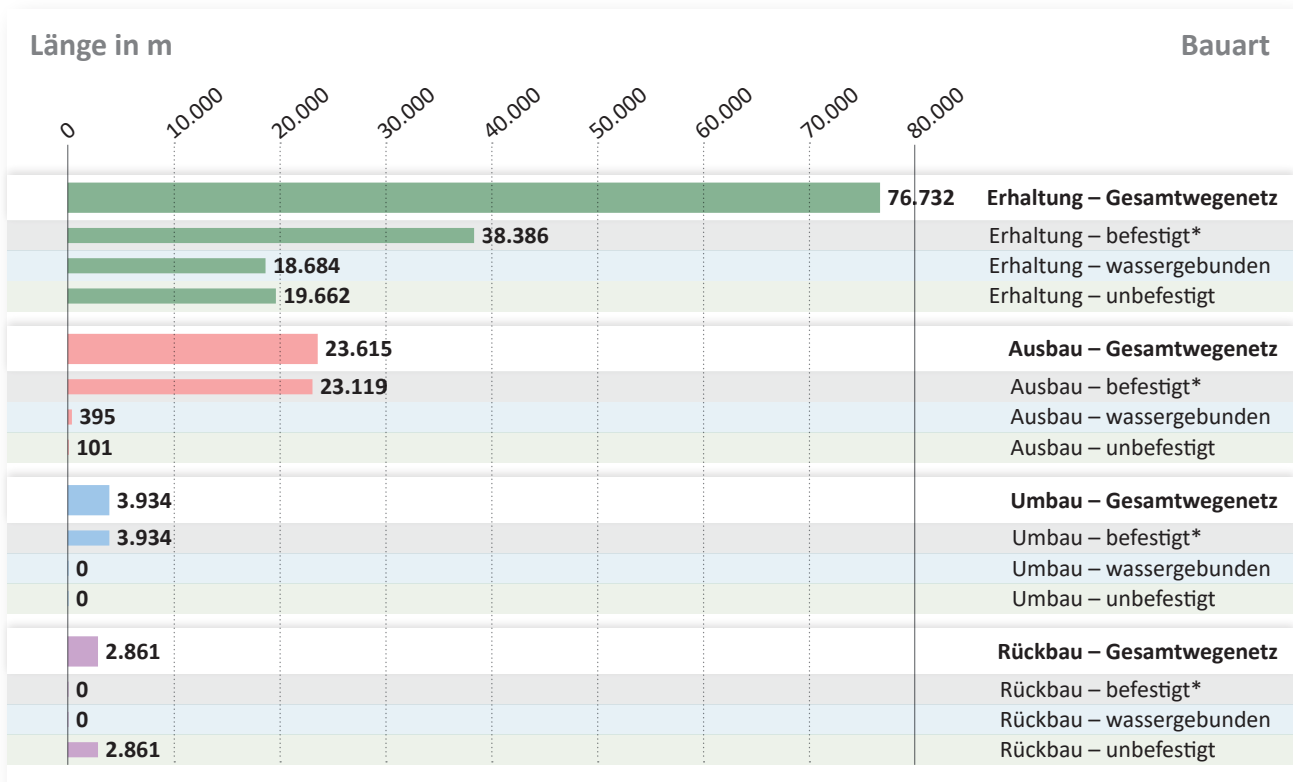 Länge in m Bauart
0 10.000 20.000 30.000 40.000 50.000 60.000 70.000 80.000
76.732 Erhaltung – Gesamtwegenetz
38.386 Erhaltung – befestigt*
18.684 Erhaltung – wassergebunden
19.662 Erhaltung – unbefestigt
23.615 Ausbau – Gesamtwegenetz
23.119 Ausbau – befestigt*
395 Ausbau – wassergebunden
101 Ausbau – unbefestigt
3.934 Umbau – Gesamtwegenetz
3.934 Umbau – befestigt*
0 Umbau – wassergebunden
0 Umbau – unbefestigt
2.861 Rückbau – Gesamtwegenetz
0 Rückbau – befestigt*
0 Rückbau – wassergebunden
2.861 Rückbau – unbefestigt